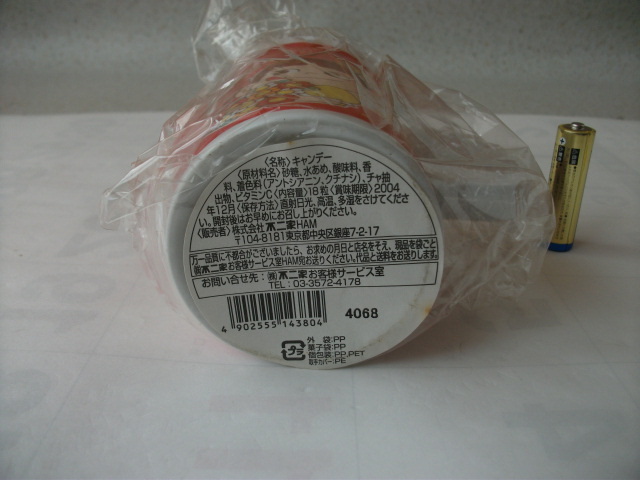 〈名称〉キャンデー
〈原材料名〉砂糖、水あめ、酸味料、香
料、着色料(アントシアニン、クチナシ)、チャ抽
出物、ビタミンC〈内容量〉18粒〈賞味期限〉2004
年12月〈保存方法〉直射日光、高温、多湿をさけてくださ
い。開封後はお早めにお召し上がりください。
〈販売者〉株式会社 不二家HAM
〒104-8181東京都中央区銀座7-2-17
万一品質に不都合がございましたら、お求めの月日と店名をそえ、現品を袋ごと
㈱不二家お客様サービス室HAM宛お送りください。代品と送料をお送りします。
お問い合せ先:㈱不二家お客様サービス室
TEL:03-3572-4178
4068
4 902555 143804
プラ
外 袋:PP
菓子袋:PP
個包装:PP,PET
取手カバー:PE